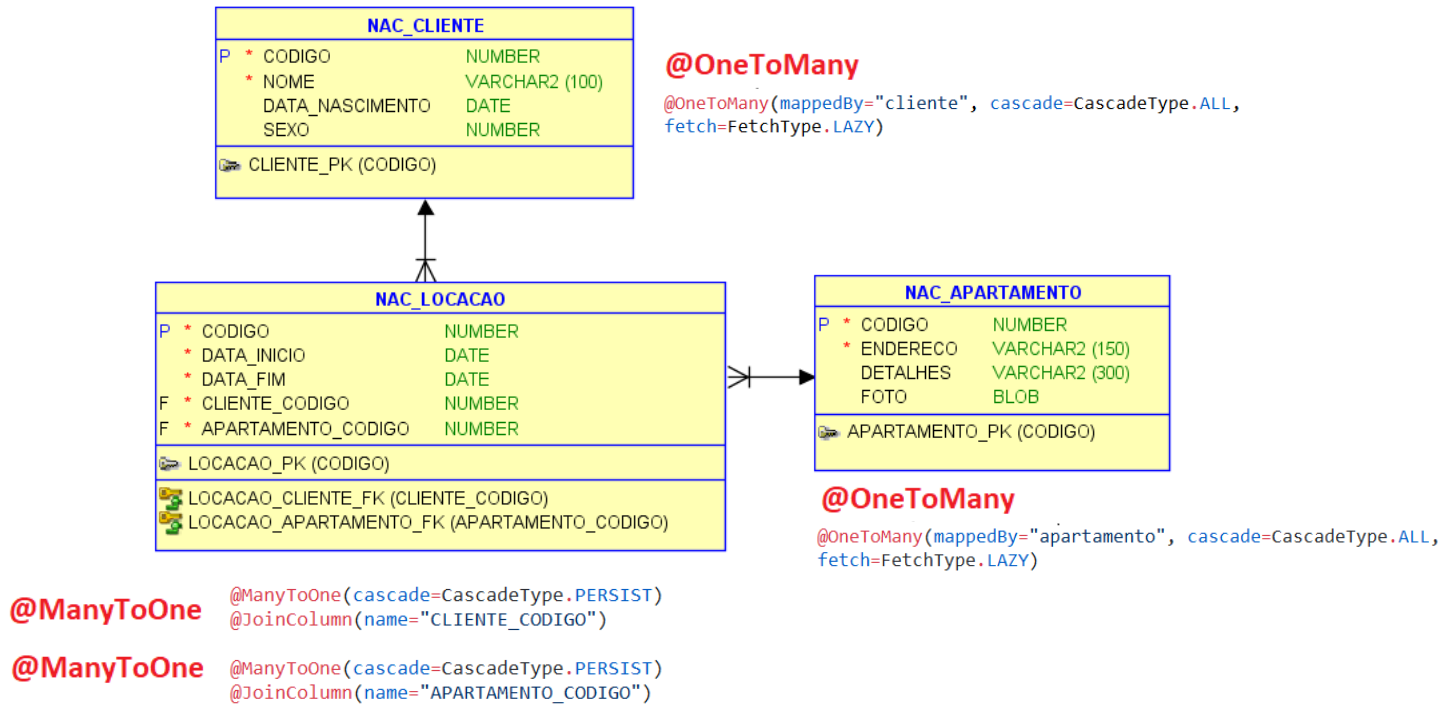 NAC_CLIENTE
P * CODIGO NUMBER
* NOME VARCHAR2 (100)
DATA_NASCIMENTO DATE
SEXO NUMBER
CLIENTE_PK (CODIGO)
@OneToMany
@OneToMany(mappedBy="cliente", cascade=CascadeType.ALL,
fetch=FetchType.LAZY)
NAC_LOCACAO
P * CODIGO NUMBER
* DATA_INICIO DATE
* DATA_FIM DATE
F * CLIENTE_CODIGO NUMBER
F * APARTAMENTO_CODIGO NUMBER
LOCACAO_PK (CODIGO)
LOCACAO_CLIENTE_FK (CLIENTE_CODIGO)
LOCACAO_APARTAMENTO_FK (APARTAMENTO_CODIGO)
NAC_APARTAMENTO
P * CODIGO NUMBER
* ENDERECO VARCHAR2 (150)
DETALHES VARCHAR2 (300)
FOTO BLOB
APARTAMENTO_PK (CODIGO)
@OneToMany
@OneToMany(mappedBy="apartamento", cascade=CascadeType.ALL,
fetch=FetchType.LAZY)
@ManyToOne
@ManyToOne(cascade=CascadeType.PERSIST)
@JoinColumn(name="CLIENTE_CODIGO")
@ManyToOne
@ManyToOne(cascade=CascadeType.PERSIST)
@JoinColumn(name="APARTAMENTO_CODIGO")